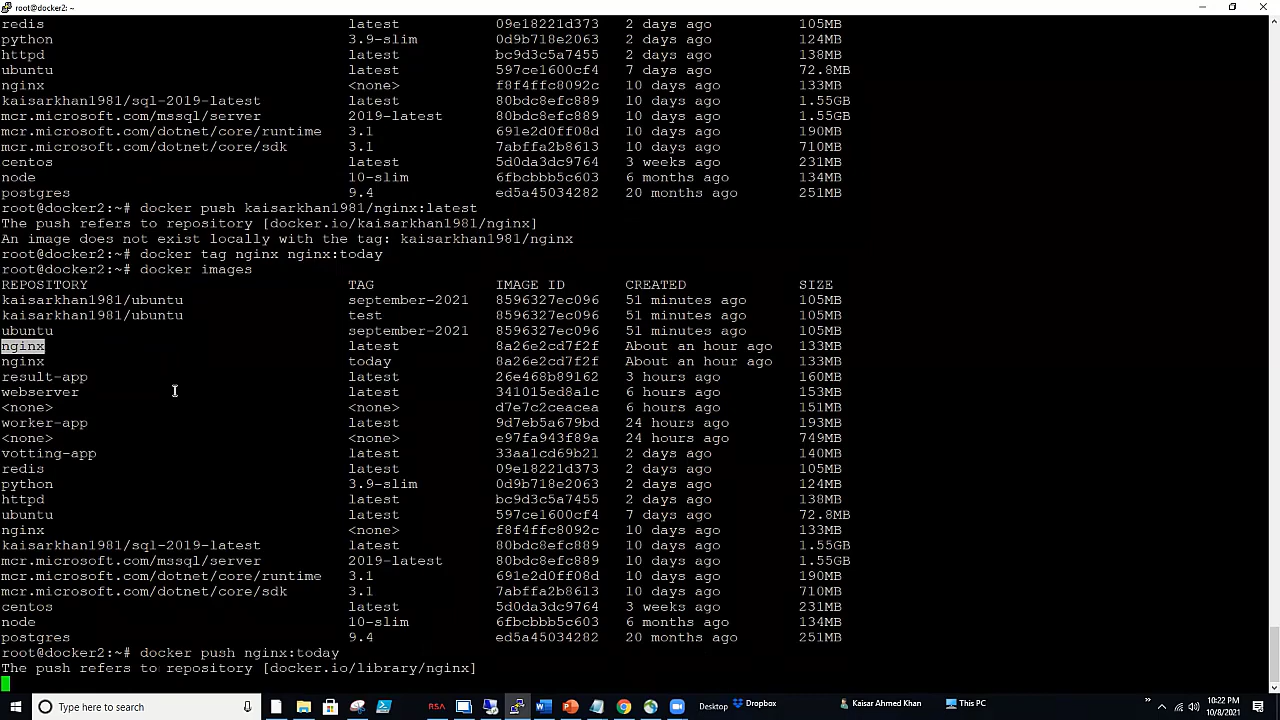 root@docker2: ~
redis latest 09e18221d373 2 days ago 105MB
python 3.9-slim 0d9b718e2063 2 days ago 124MB
httpd latest bc9d3c5a7455 2 days ago 138MB
ubuntu latest 597ce1600cf4 7 days ago 72.8MB
nginx <none> f8f4ffc8092c 10 days ago 133MB
kaisarkhan1981/sql-2019-latest latest 80bdc8efc889 10 days ago 1.55GB
mcr.microsoft.com/mssql/server 2019-latest 80bdc8efc889 10 days ago 1.55GB
mcr.microsoft.com/dotnet/core/runtime 3.1 691e2d0ff08d 10 days ago 190MB
mcr.microsoft.com/dotnet/core/sdk 3.1 7abffa2b8613 10 days ago 710MB
centos latest 5d0da3dc9764 3 weeks ago 231MB
node 10-slim 6fbcbbb5c603 6 months ago 134MB
postgres 9.4 ed5a45034282 20 months ago 251MB
root@docker2:~# docker push kaisarkhan1981/nginx:latest
The push refers to repository [docker.io/kaisarkhan1981/nginx]
An image does not exist locally with the tag: kaisarkhan1981/nginx
root@docker2:~# docker tag nginx nginx:today
root@docker2:~# docker images
REPOSITORY TAG IMAGE ID CREATED SIZE
kaisarkhan1981/ubuntu september-2021 8596327ec096 51 minutes ago 105MB
kaisarkhan1981/ubuntu test 8596327ec096 51 minutes ago 105MB
ubuntu september-2021 8596327ec096 51 minutes ago 105MB
nginx latest 8a26e2cd7f2f About an hour ago 133MB
nginx today 8a26e2cd7f2f About an hour ago 133MB
result-app latest 26e468b89162 3 hours ago 160MB
webserver latest 341015ed8a1c 6 hours ago 153MB
<none> <none> d7e7c2ceacea 6 hours ago 151MB
worker-app latest 9d7eb5a679bd 24 hours ago 193MB
<none> <none> e97fa943f89a 24 hours ago 749MB
votting-app latest 33aa1cd69b21 2 days ago 140MB
redis latest 09e18221d373 2 days ago 105MB
python 3.9-slim 0d9b718e2063 2 days ago 124MB
httpd latest bc9d3c5a7455 2 days ago 138MB
ubuntu latest 597ce1600cf4 7 days ago 72.8MB
nginx <none> f8f4ffc8092c 10 days ago 133MB
kaisarkhan1981/sql-2019-latest latest 80bdc8efc889 10 days ago 1.55GB
mcr.microsoft.com/mssql/server 2019-latest 80bdc8efc889 10 days ago 1.55GB
mcr.microsoft.com/dotnet/core/runtime 3.1 691e2d0ff08d 10 days ago 190MB
mcr.microsoft.com/dotnet/core/sdk 3.1 7abffa2b8613 10 days ago 710MB
centos latest 5d0da3dc9764 3 weeks ago 231MB
node 10-slim 6fbcbbb5c603 6 months ago 134MB
postgres 9.4 ed5a45034282 20 months ago 251MB
root@docker2:~# docker push nginx:today
The push refers to repository [docker.io/library/nginx]
Type here to search RSA Desktop Dropbox Kaisar Ahmed Khan This PC » 10:22 PM
10/8/2021